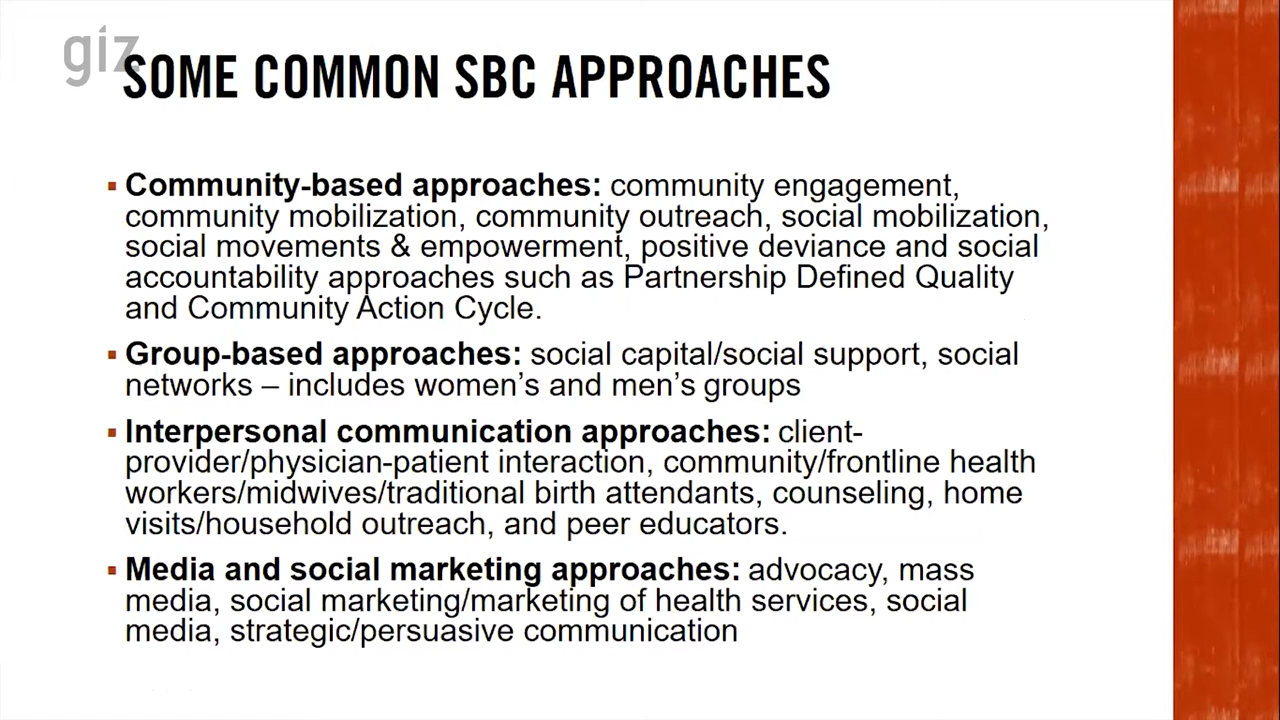 giz
SOME COMMON SBC APPROACHES
▪ Community-based approaches: community engagement,
community mobilization, community outreach, social mobilization,
social movements & empowerment, positive deviance and social
accountability approaches such as Partnership Defined Quality
and Community Action Cycle.
▪ Group-based approaches: social capital/social support, social
networks – includes women’s and men’s groups
▪ Interpersonal communication approaches: client-
provider/physician-patient interaction, community/frontline health
workers/midwives/traditional birth attendants, counseling, home
visits/household outreach, and peer educators.
▪ Media and social marketing approaches: advocacy, mass
media, social marketing/marketing of health services, social
media, strategic/persuasive communication